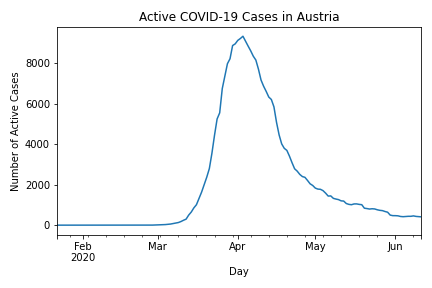 Active COVID-19 Cases in Austria
Number of Active Cases
8000
6000
4000
2000
0
Feb
2020
Mar
Apr
May
Jun
Day